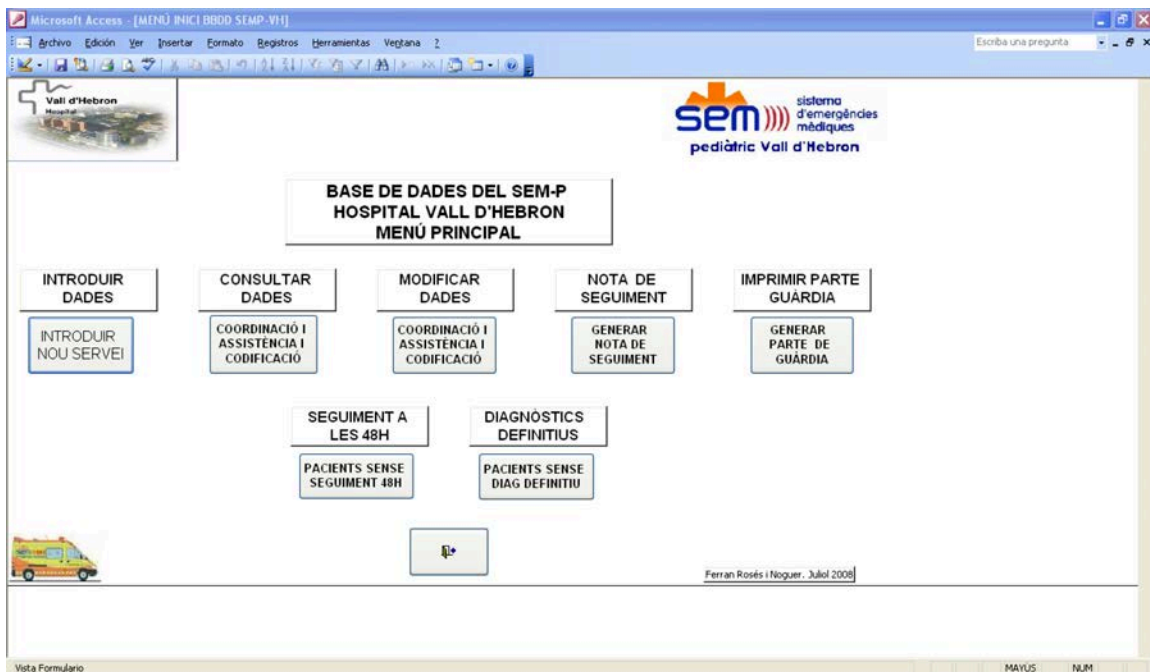 Microsoft Access - [MENÚ INICI BBDD SEMP-VH]
Archivo Edición Ver Insertar Formato Registros Herramientas Ventana ?
Escriba una pregunta
Vall d'Hebron
Hospital
sem
sistema
d'emergències
mèdiques
pediàtric Vall d'Hebron
BASE DE DADES DEL SEM-P
HOSPITAL VALL D'HEBRON
MENÚ PRINCIPAL
INTRODUIR
DADES
INTRODUIR
NOU SERVEI
CONSULTAR
DADES
COORDINACIÓ I
ASSISTÈNCIA I
CODIFICACIÓ
MODIFICAR
DADES
COORDINACIÓ I
ASSISTÈNCIA I
CODIFICACIÓ
NOTA DE
SEGUIMENT
GENERAR
NOTA DE
SEGUIMENT
IMPRIMIR PARTE
GUÀRDIA
GENERAR
PARTE DE
GUÀRDIA
SEGUIMENT A
LES 48H
PACIENTS SENSE
SEGUIMENT 48H
DIAGNÒSTICS
DEFINITIUS
PACIENTS SENSE
DIAG DEFINITIU
Ferran Rosés i Noguer. Juliol 2008
Vista Formulario
MAYÚS NUM